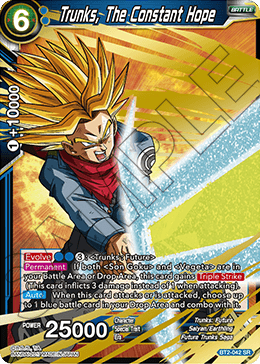 BATTLE
6 Trunks, The Constant Hope
1 +10000
Evolve 3: <Trunks: Future>
Permanent If both <Son Goku> and <Vegeta> are in
your Battle Area or Drop Area, this card gains Triple Strike
(This card inflicts 3 damage instead of 1 when attacking).
Auto When this card attacks or is attacked, choose up
to 1 blue card in your Drop Area and combo with it.
POWER 25000
Character Trunks: Future
Special Trait Saiyan/Earthling
Era Future Trunks Saga
BT2-042 SR
SAMPLE